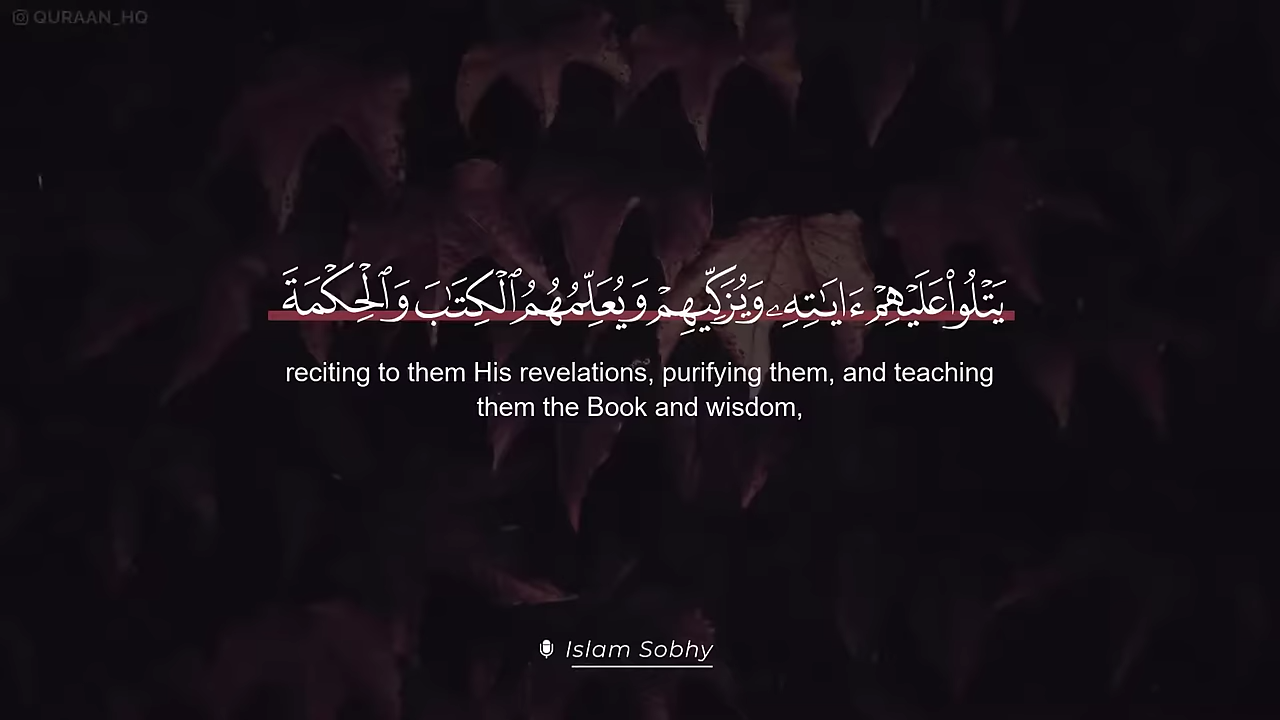 QURAAN_HQ
يَتْلُوا۟ عَلَيْهِمْ ءَايَـٰتِهِۦ وَيُزَكِّيهِمْ وَيُعَلِّمُهُمُ ٱلْكِتَـٰبَ وَٱلْحِكْمَةَ
reciting to them His revelations, purifying them, and teaching
them the Book and wisdom,
Islam Sobhy